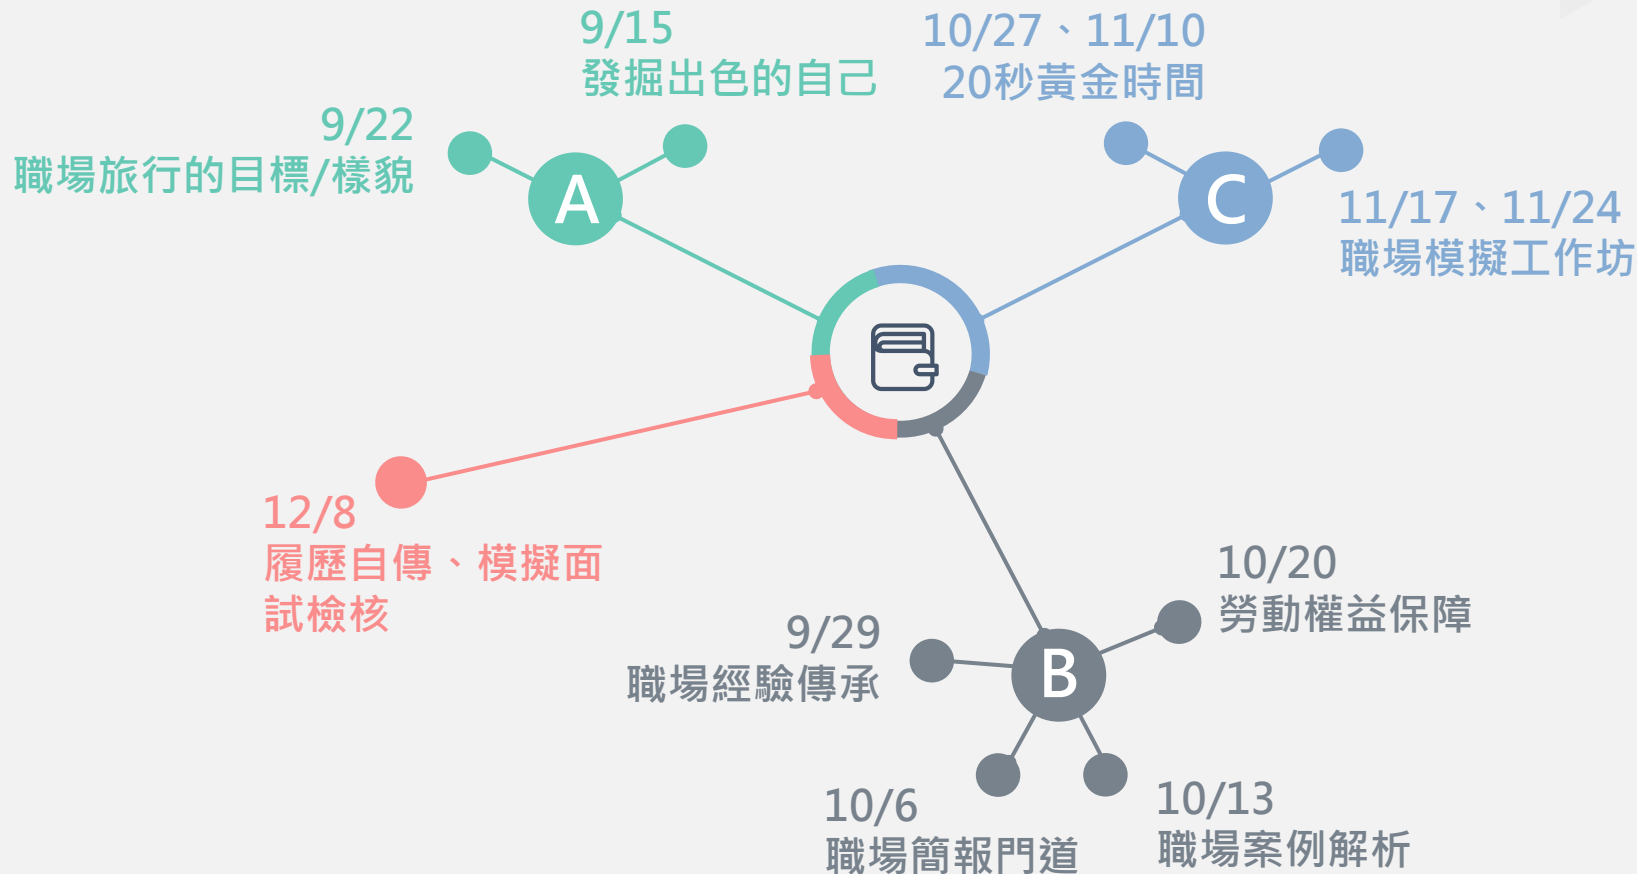 9/15
發掘出色的自己
9/22
職場旅行的目標/樣貌
A
10/27、11/10
20秒黃金時間
C
11/17、11/24
職場模擬工作坊
12/8
履歷自傳、模擬面
試檢核
9/29
職場經驗傳承
B
10/20
勞動權益保障
10/6
職場簡報門道
10/13
職場案例解析